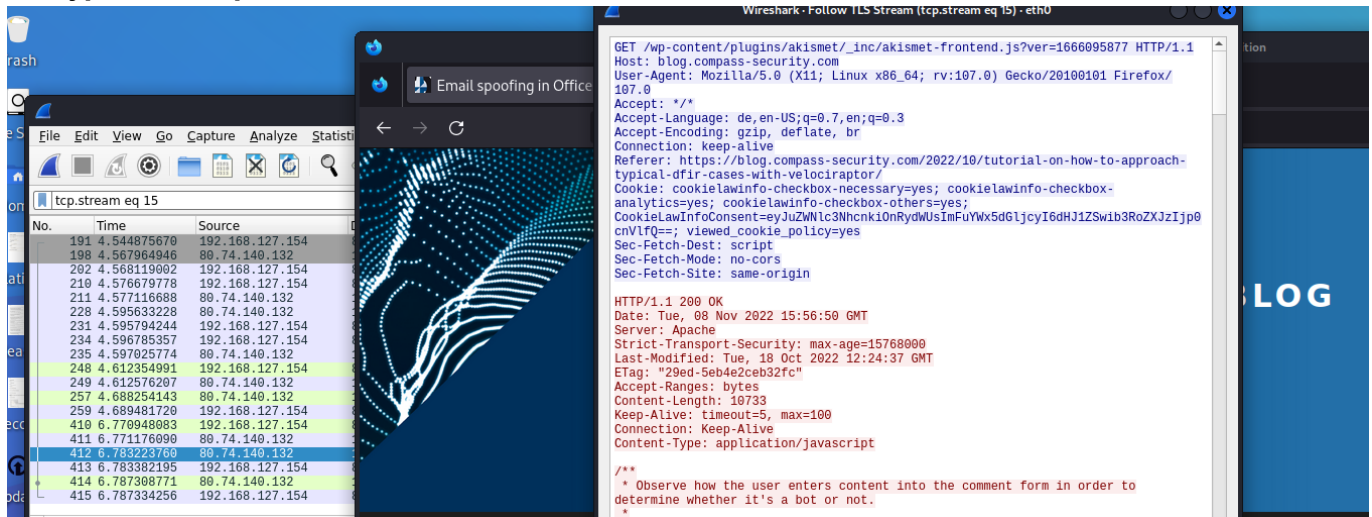 Wireshark · Follow TLS Stream (tcp.stream eq 15) · eth0
Email spoofing in Office
File Edit View Go Capture Analyze Statisti
tcp.stream eq 15
No. Time Source
191 4.544875670 192.168.127.154
198 4.567964946 80.74.140.132
202 4.568119002 192.168.127.154
210 4.576679778 192.168.127.154
211 4.577116688 80.74.140.132
228 4.595633228 80.74.140.132
231 4.595794244 192.168.127.154
234 4.596785357 192.168.127.154
235 4.597025774 80.74.140.132
248 4.612354991 192.168.127.154
249 4.612576207 80.74.140.132
257 4.688254143 80.74.140.132
259 4.689481720 192.168.127.154
410 6.770948083 192.168.127.154
411 6.771176090 80.74.140.132
412 6.783223760 80.74.140.132
413 6.783382195 192.168.127.154
414 6.787308771 80.74.140.132
415 6.787334256 192.168.127.154
GET /wp-content/plugins/akismet/_inc/akismet-frontend.js?ver=1666095877 HTTP/1.1
Host: blog.compass-security.com
User-Agent: Mozilla/5.0 (X11; Linux x86_64; rv:107.0) Gecko/20100101 Firefox/
107.0
Accept: */*
Accept-Language: de,en-US;q=0.7,en;q=0.3
Accept-Encoding: gzip, deflate, br
Connection: keep-alive
Referer: https://blog.compass-security.com/2022/10/tutorial-on-how-to-approach-
typical-dfir-cases-with-velociraptor/
Cookie: cookielawinfo-checkbox-necessary=yes; cookielawinfo-checkbox-
analytics=yes; cookielawinfo-checkbox-others=yes;
CookieLawInfoConsent=eyJuZWNlc3NhcnkiOnRydWUsImFuYWx5dGljcyI6dHJ1ZSwib3RoZXJzIjp0
cnVlfQ==; viewed_cookie_policy=yes
Sec-Fetch-Dest: script
Sec-Fetch-Mode: no-cors
Sec-Fetch-Site: same-origin
HTTP/1.1 200 OK
Date: Tue, 08 Nov 2022 15:56:50 GMT
Server: Apache
Strict-Transport-Security: max-age=15768000
Last-Modified: Tue, 18 Oct 2022 12:24:37 GMT
ETag: "29ed-5eb4e2ceb32fc"
Accept-Ranges: bytes
Content-Length: 10733
Keep-Alive: timeout=5, max=100
Connection: Keep-Alive
Content-Type: application/javascript
/**
* Observe how the user enters content into the comment form in order to
determine whether it's a bot or not.
*
LOG